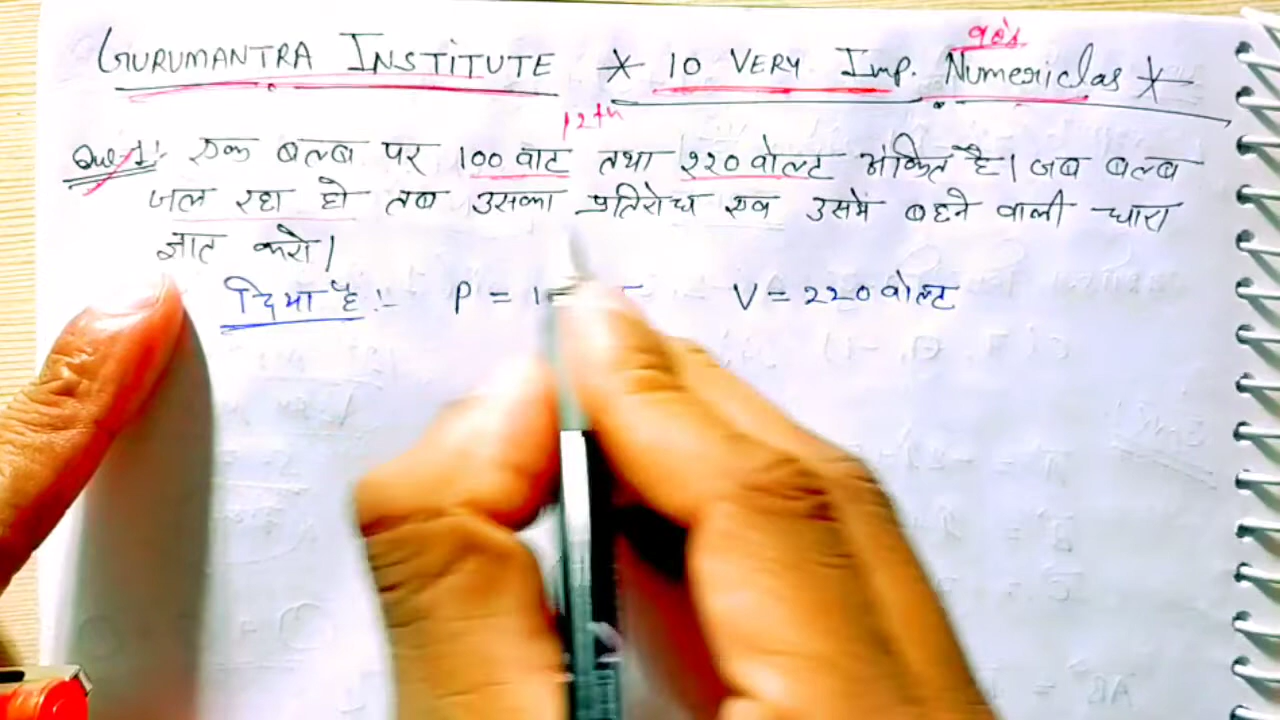 GURUMANTRA INSTITUTE * 10 VERY Imp. Numericlas *
12th
Que-1:- एक बल्ब पर 100 वाट तथा 220 वोल्ट अंकित है। जब बल्ब
जल रहा हो तब उसका प्रतिरोध एव उसमें बहने वाली धारा
ज्ञात करो।
दिया है:- P = 1 V = 220 वोल्ट